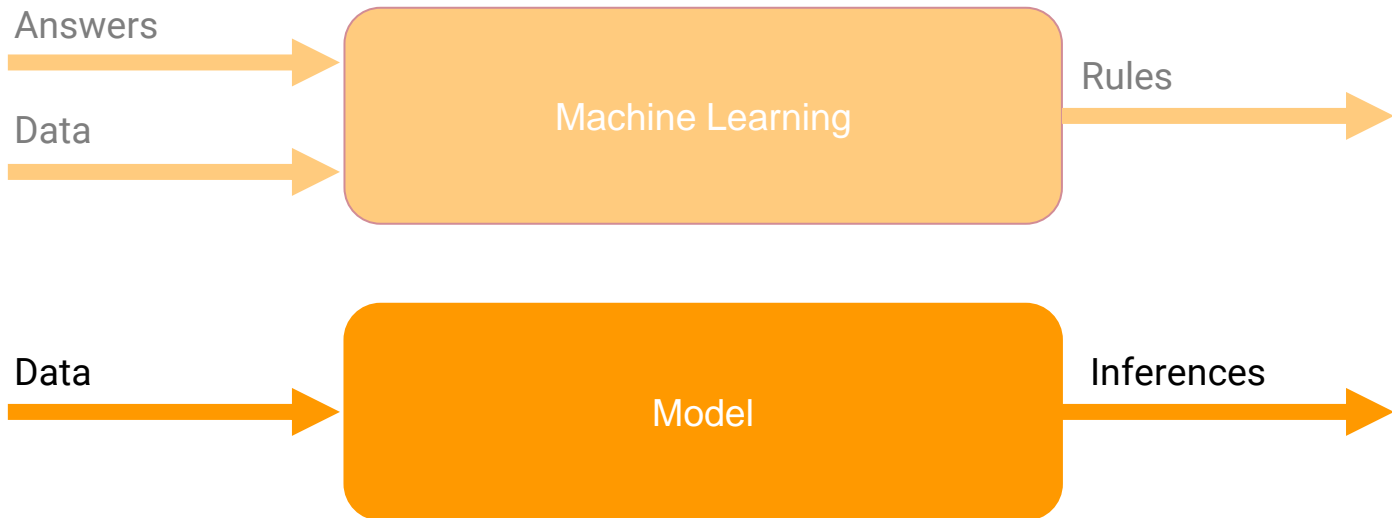 Answers
Data
Machine Learning
Rules
Data
Model
Inferences